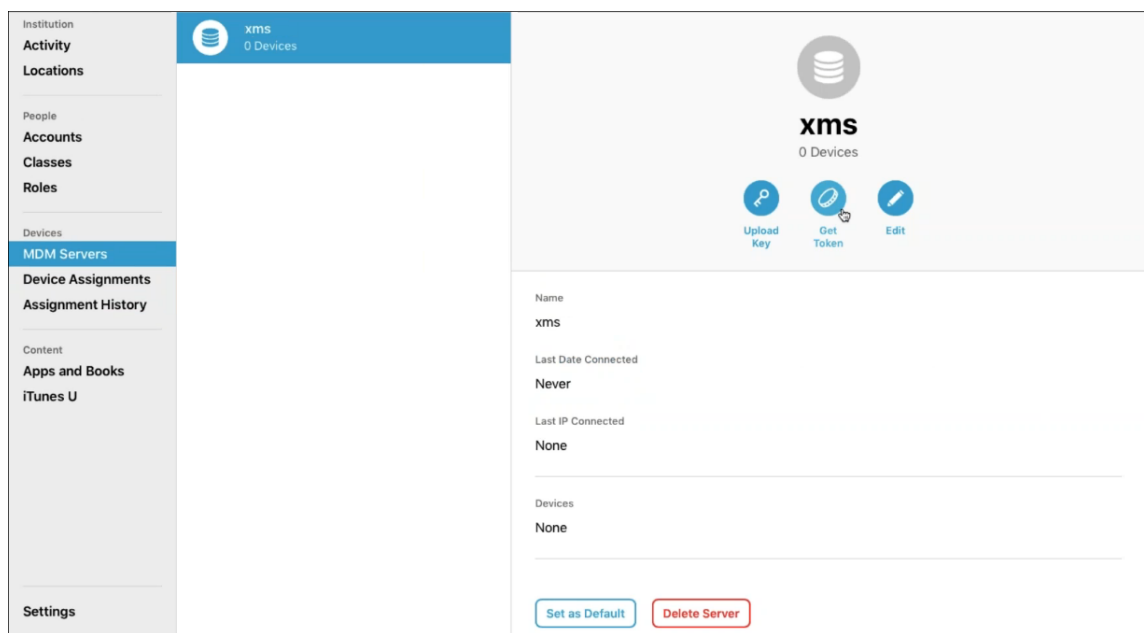 Institution
Activity
Locations
People
Accounts
Classes
Roles
Devices
MDM Servers
Device Assignments
Assignment History
Content
Apps and Books
iTunes U
Settings
xms
0 Devices
xms
0 Devices
Upload
Key
Get
Token
Edit
Name
xms
Last Date Connected
Never
Last IP Connected
None
Devices
None
Set as Default
Delete Server